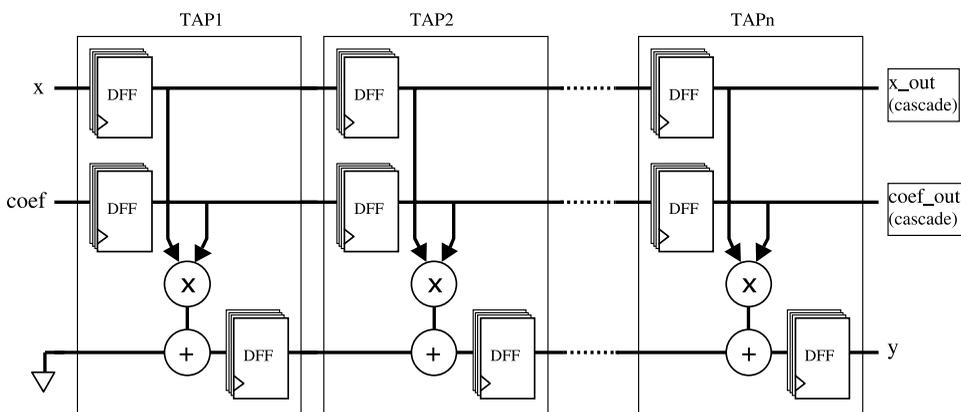 TAP1 TAP2 TAPn
x DFF DFF DFF x_out
(cascade)
coef DFF DFF DFF coef_out
(cascade)
x x x
+ DFF + DFF + DFF y